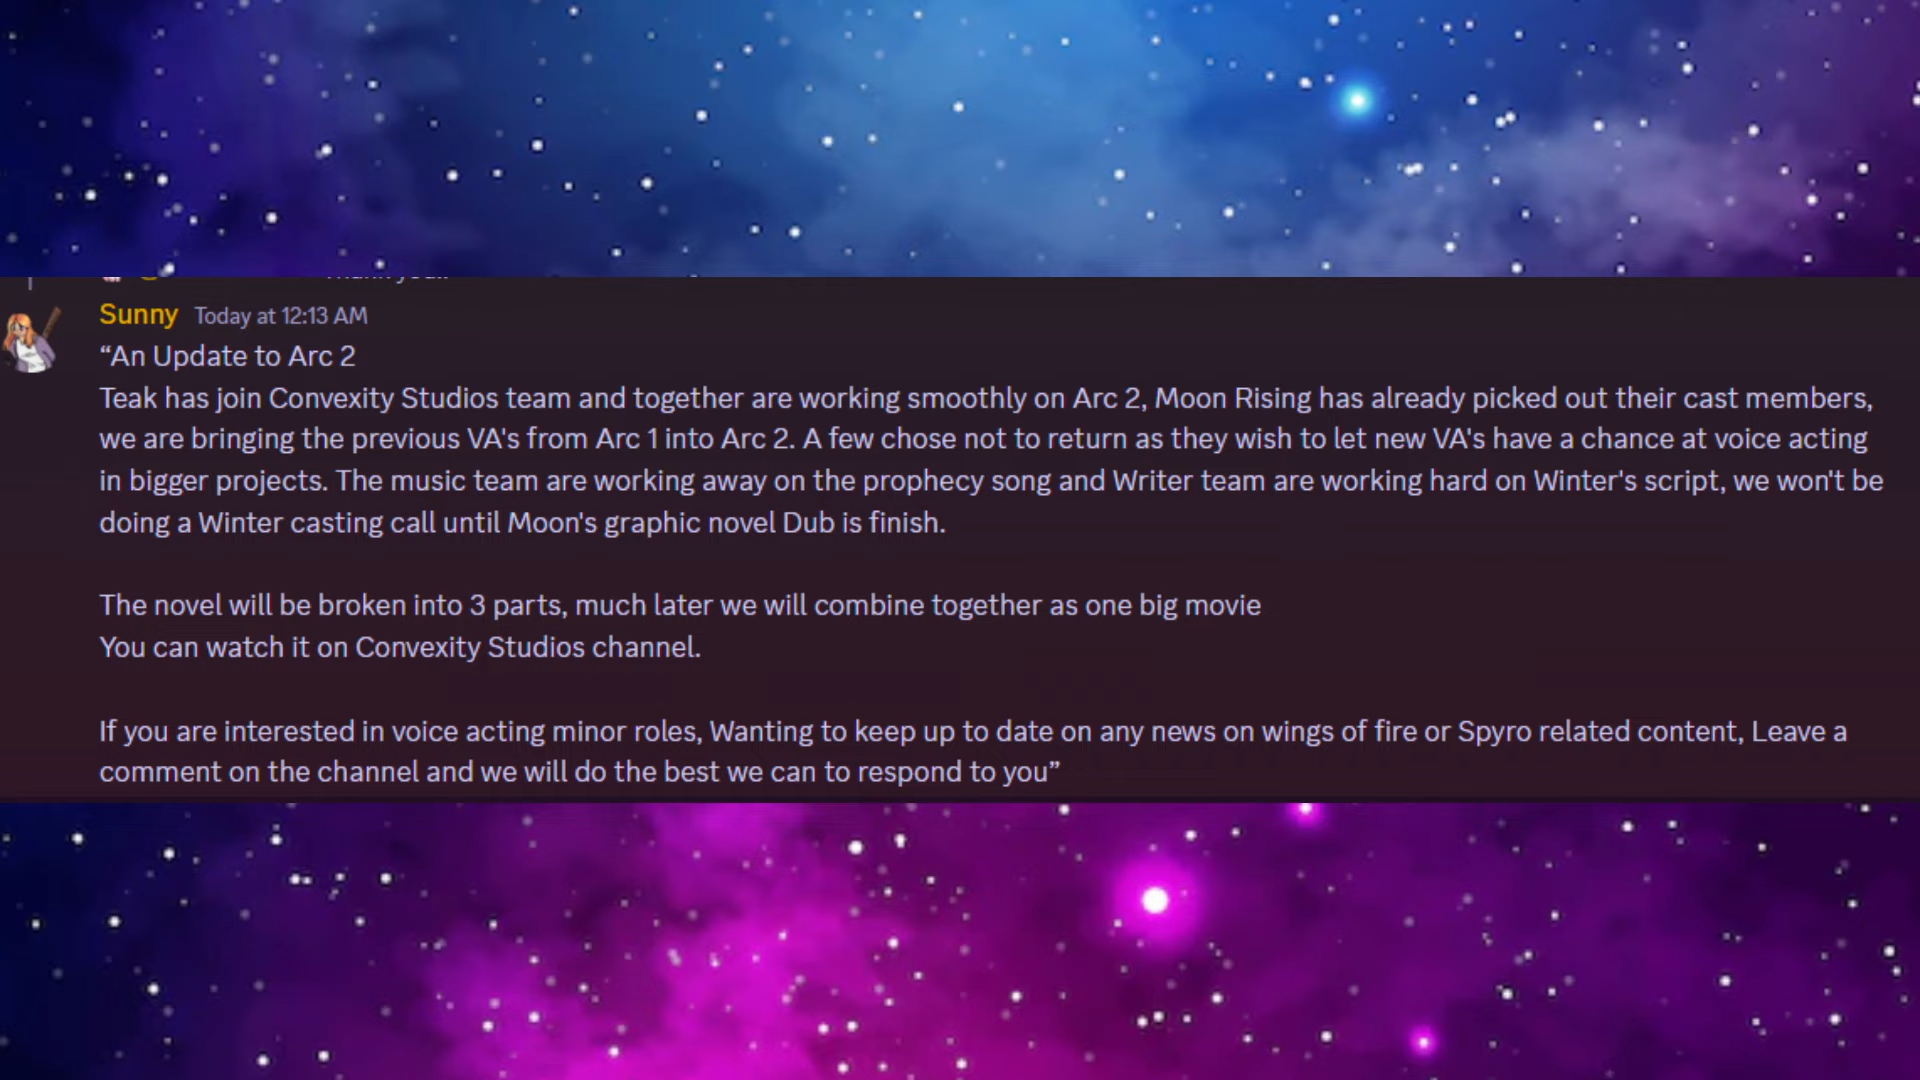 Sunny Today at 12:13 AM
“An Update to Arc 2
Teak has join Convexity Studios team and together are working smoothly on Arc 2, Moon Rising has already picked out their cast members,
we are bringing the previous VA's from Arc 1 into Arc 2. A few chose not to return as they wish to let new VA's have a chance at voice acting
in bigger projects. The music team are working away on the prophecy song and Writer team are working hard on Winter's script, we won't be
doing a Winter casting call until Moon's graphic novel Dub is finish.
The novel will be broken into 3 parts, much later we will combine together as one big movie
You can watch it on Convexity Studios channel.
If you are interested in voice acting minor roles, Wanting to keep up to date on any news on wings of fire or Spyro related content, Leave a
comment on the channel and we will do the best we can to respond to you”